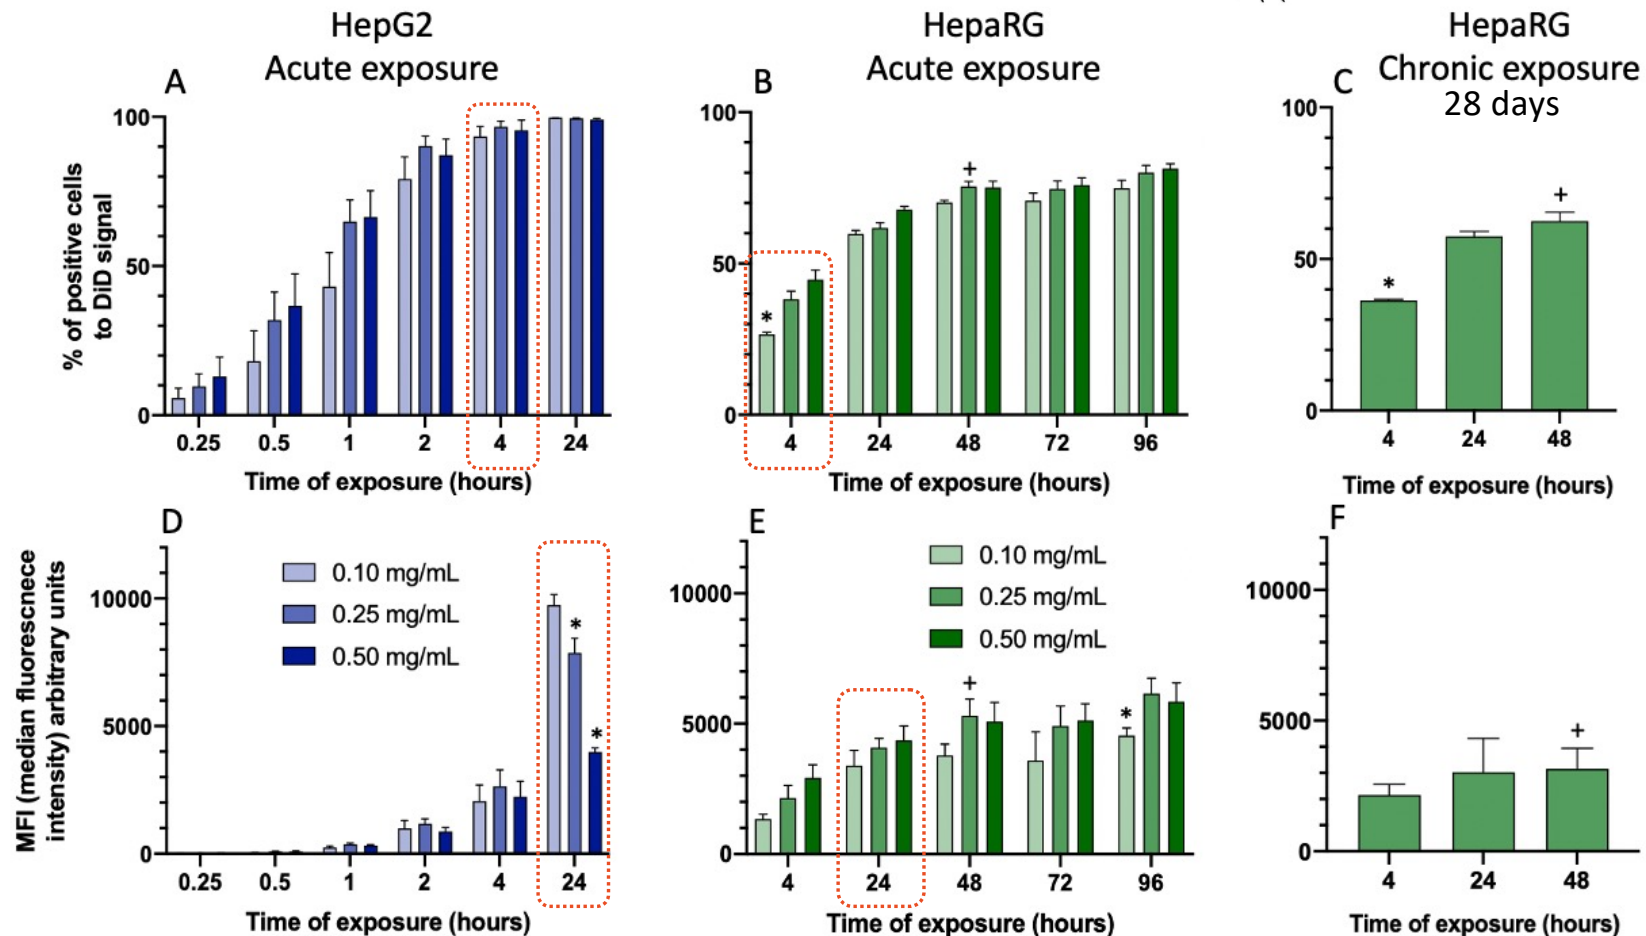 HepG2
Acute exposure
A
100
50
0
% of positive cells
to DiD signal
*
0.25 0.5 1 2 4 24
Time of exposure (hours)
HepaRG
Acute exposure
B
100
50
0
*
+
4 24 48 72 96
Time of exposure (hours)
HepaRG
Chronic exposure
28 days
C
100
50
0
*
+
4 24 48
Time of exposure (hours)
D
10000
5000
0
MFI (median fluorescnece
intensity) arbitrary units
0.10 mg/mL
0.25 mg/mL
0.50 mg/mL
*
*
0.25 0.5 1 2 4 24
Time of exposure (hours)
E
10000
5000
0
0.10 mg/mL
0.25 mg/mL
0.50 mg/mL
+
*
4 24 48 72 96
Time of exposure (hours)
F
10000
5000
0
+
4 24 48
Time of exposure (hours)